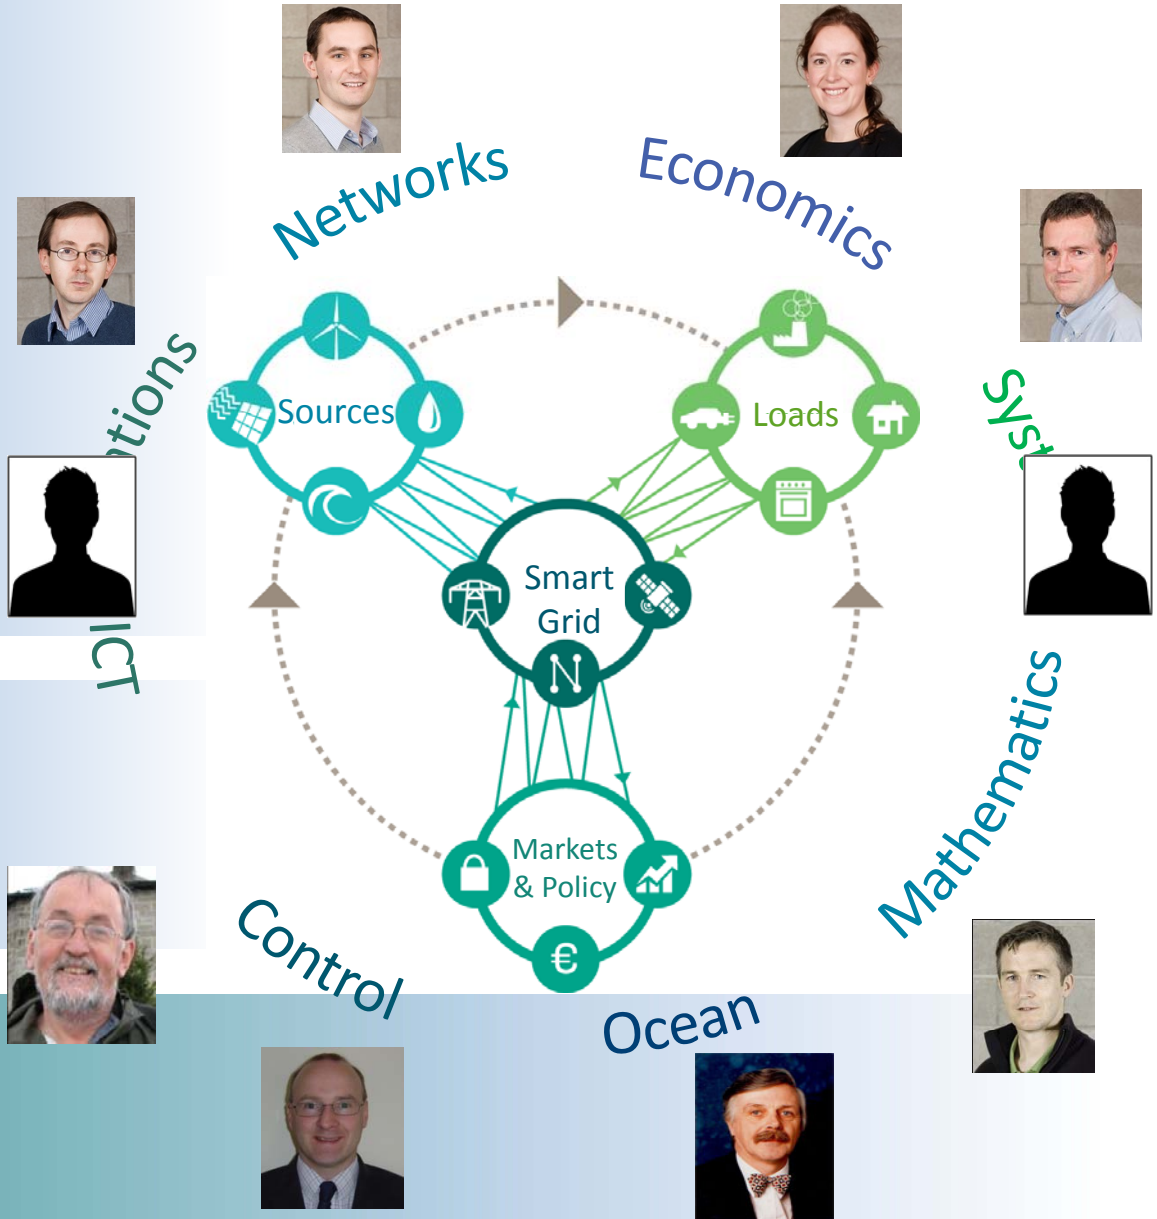 Networks
Economics
Sources
Loads
Smart
Grid
ICT
Mathematics
Markets
& Policy
€
Control
Ocean